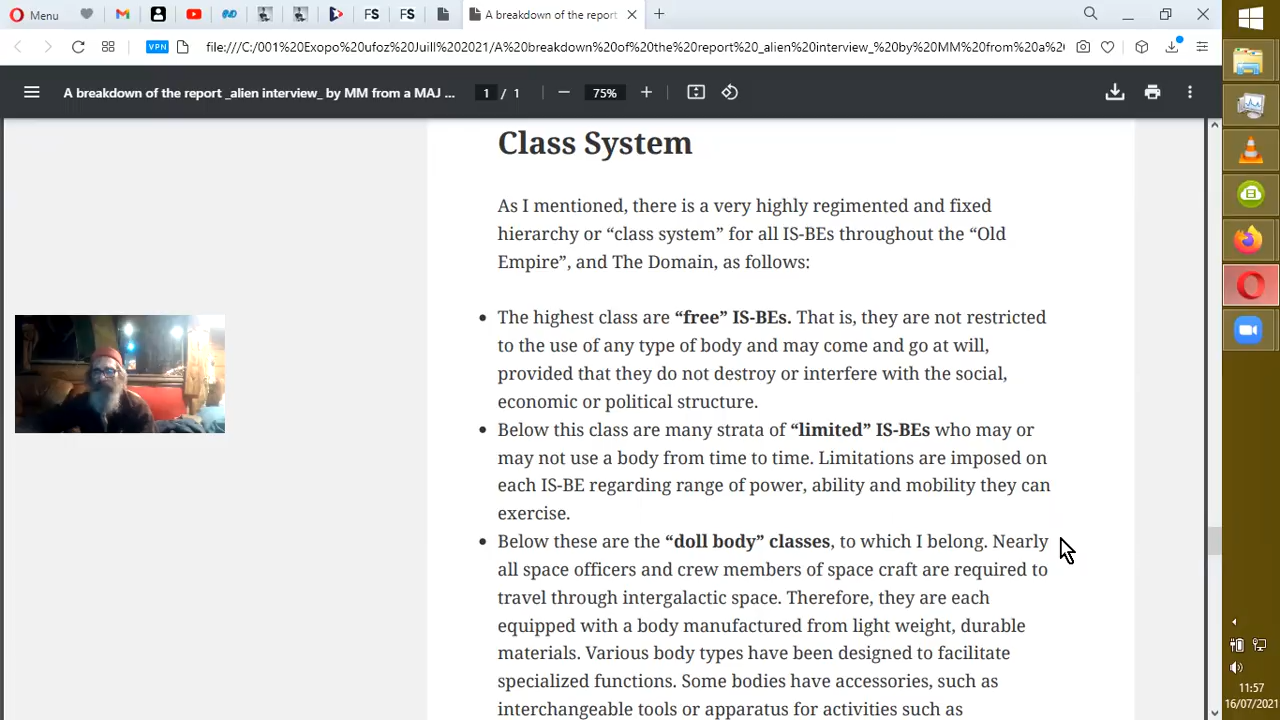 Menu
FS
FS
A breakdown of the report
VPN
file:///C:/001%20Exopo%20ufoz%20Juill%202021/A%20breakdown%20of%20the%20report%20_alien%20interview_%20by%20MM%20from%20a%2
A breakdown of the report _alien interview_ by MM from a MAJ ...
1 / 1
75%
Class System
As I mentioned, there is a very highly regimented and fixed
hierarchy or “class system” for all IS-BEs throughout the “Old
Empire”, and The Domain, as follows:
• The highest class are “free” IS-BEs. That is, they are not restricted
to the use of any type of body and may come and go at will,
provided that they do not destroy or interfere with the social,
economic or political structure.
• Below this class are many strata of “limited” IS-BEs who may or
may not use a body from time to time. Limitations are imposed on
each IS-BE regarding range of power, ability and mobility they can
exercise.
• Below these are the “doll body” classes, to which I belong. Nearly
all space officers and crew members of space craft are required to
travel through intergalactic space. Therefore, they are each
equipped with a body manufactured from light weight, durable
materials. Various body types have been designed to facilitate
specialized functions. Some bodies have accessories, such as
interchangeable tools or apparatus for activities such as
11:57
16/07/2021